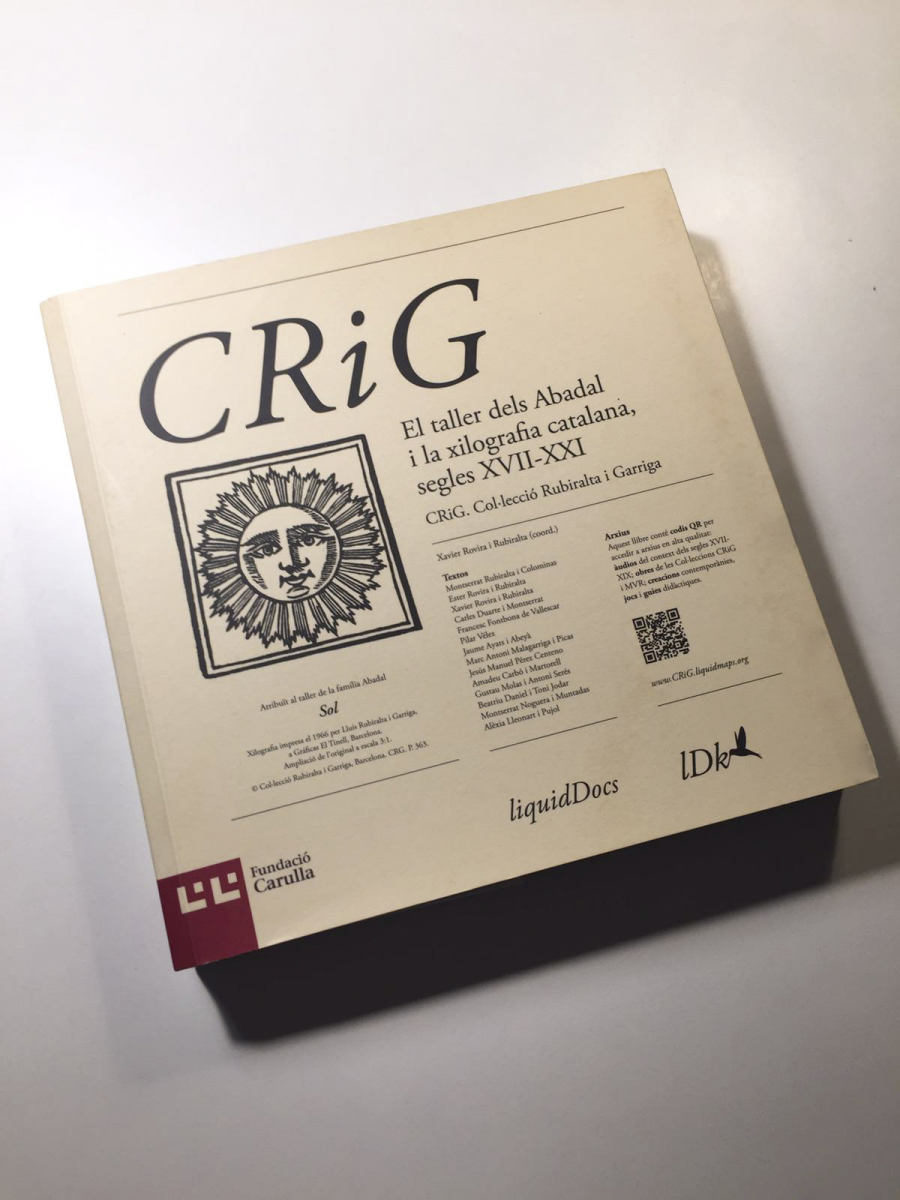 CRiG
El taller dels Abadal
i la xilografia catalana,
segles XVII-XXI
CRiG. Col·lecció Rubiralta i Garriga
Xavier Rovira i Rubiralta (coord.)
Textos
Montserrat Rubiralta i Colominas
Ester Rovira i Rubiralta
Xavier Rovira i Rubiralta
Carles Duarte i Montserrat
Francesc Fontbona de Vallescar
Pilar Vélez
Jaume Ayats i Abeyà
Marc Antoni Malagarriga i Picas
Jesús Manuel Pérez Centeno
Amadeu Carbó i Martorell
Gustau Molas i Antoni Serés
Beatriu Daniel i Toni Jodar
Montserrat Noguera i Muntadas
Alèxia Lleonart i Pujol
Arxius
Aquest llibre conté codis QR per
accedir a arxius en alta qualitat:
àudios del context dels segles XVII-
XIX; obres de les Col·leccions CRiG
i MVR; creacions contemporànies,
jocs i guies didàctiques.
www.CRiG.liquidmaps.org
Atribuït al taller de la família Abadal
Sol
Xilografia impresa el 1966 per Lluís Rubiralta i Garriga,
a Gráficas El Tinell, Barcelona.
Ampliació de l'original a escala 3:1.
© Col·lecció Rubiralta i Garriga, Barcelona. CRG. P. 363.
liquidDocs
lDk
Fundació
Carulla